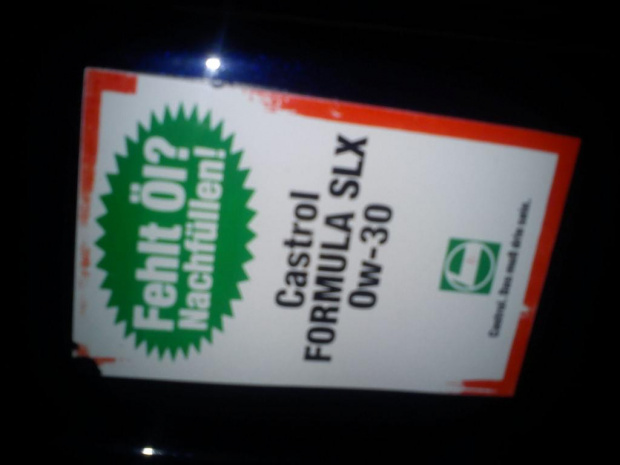 Fehlt Öl?
Nachfüllen!
Castrol
FORMULA SLX
0w-30
Castrol. Das muß drin sein.